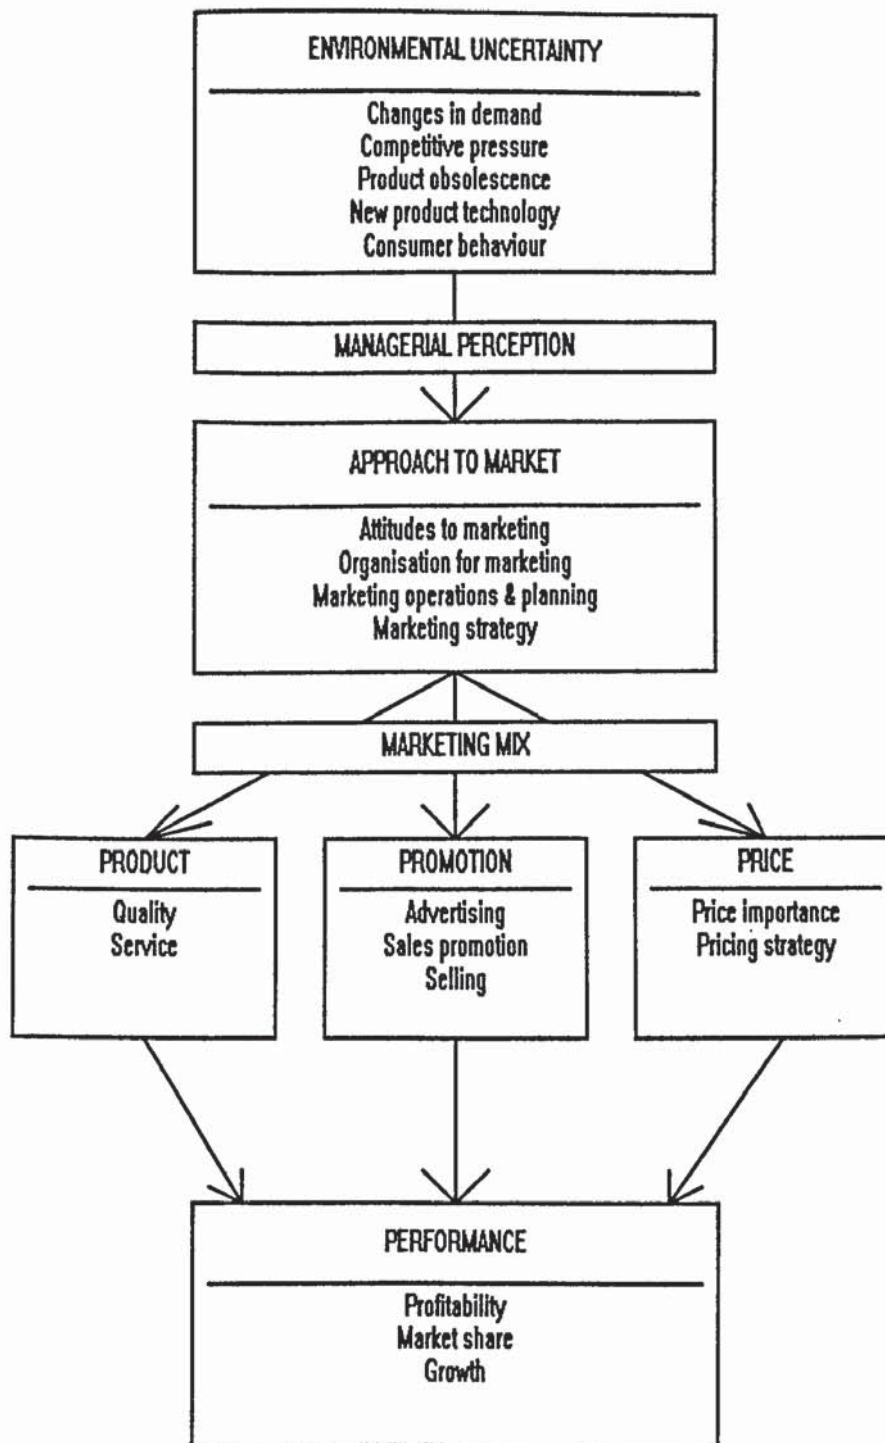 ENVIRONMENTAL UNCERTAINTY
Changes in demand
Competitive pressure
Product obsolescence
New product technology
Consumer behaviour
MANAGERIAL PERCEPTION
APPROACH TO MARKET
Attitudes to marketing
Organisation for marketing
Marketing operations & planning
Marketing strategy
MARKETING MIX
PRODUCT
Quality
Service
PROMOTION
Advertising
Sales promotion
Selling
PRICE
Price importance
Pricing strategy
PERFORMANCE
Profitability
Market share
Growth